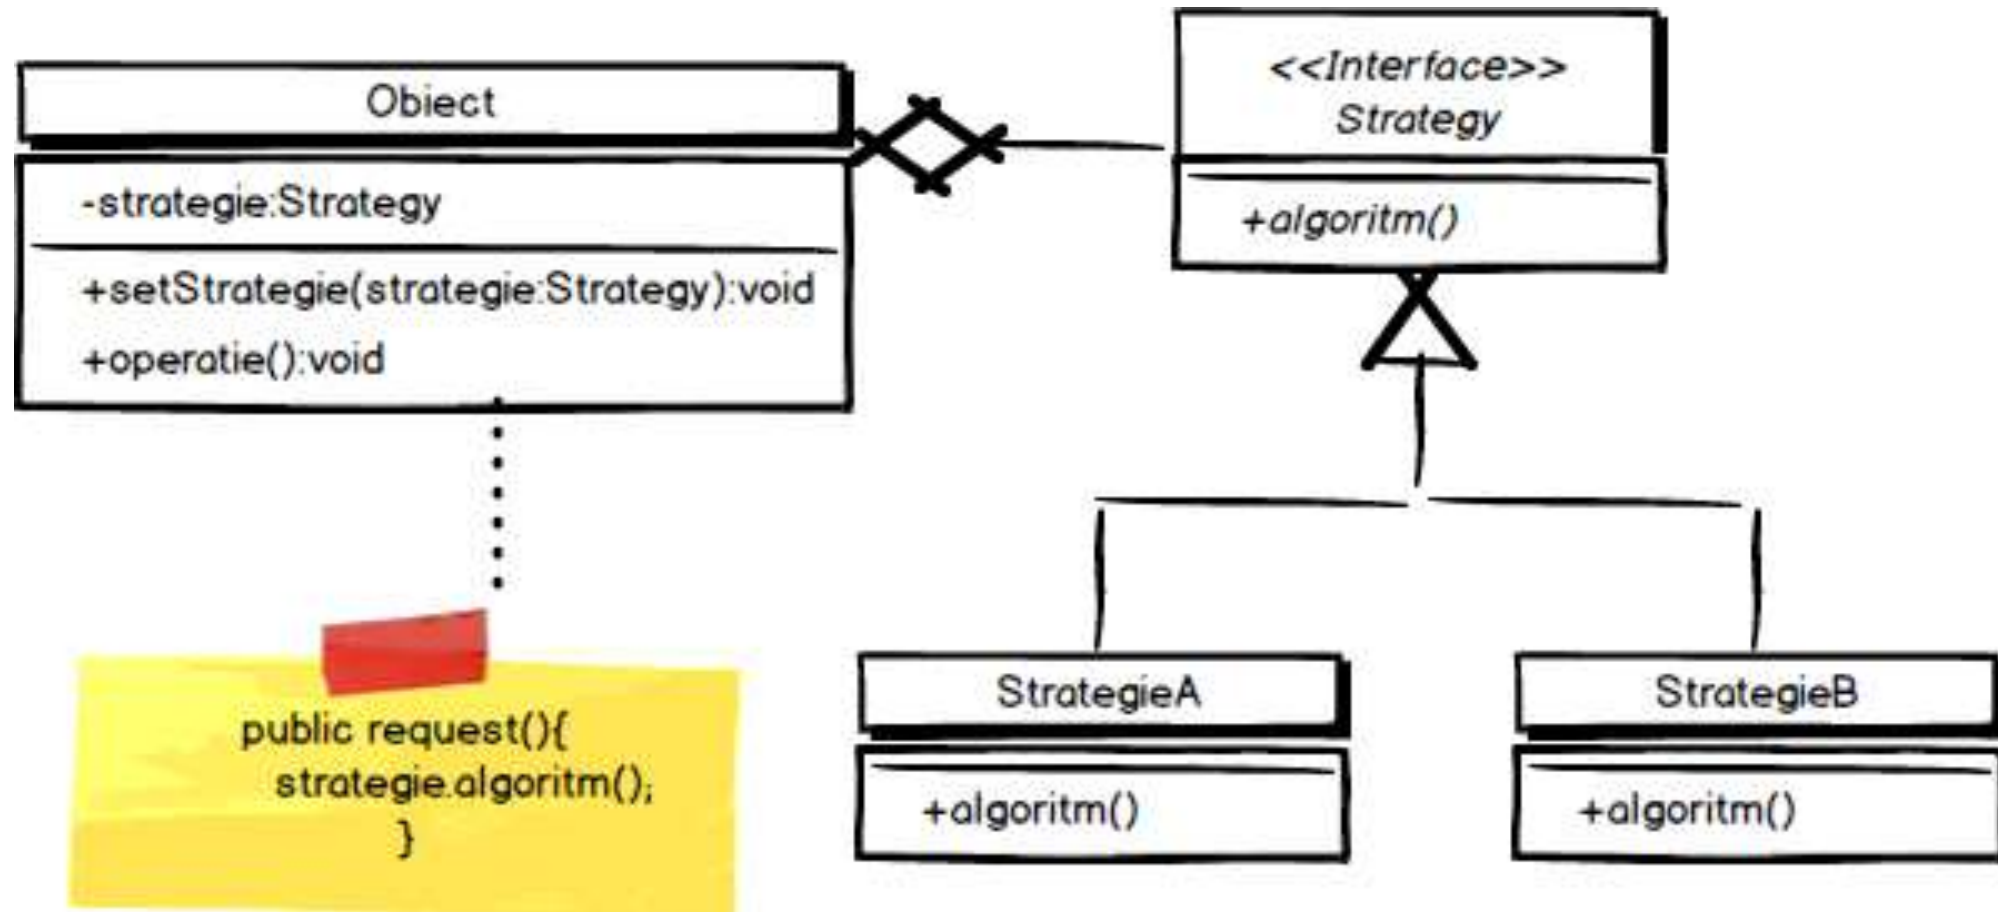 Obiect
-strategie:Strategy
+setStrategie(strategie:Strategy):void
+operatie():void
<<Interface>>
Strategy
+algoritm()
public request(){
strategie.algoritm();
}
StrategieA
+algoritm()
StrategieB
+algoritm()